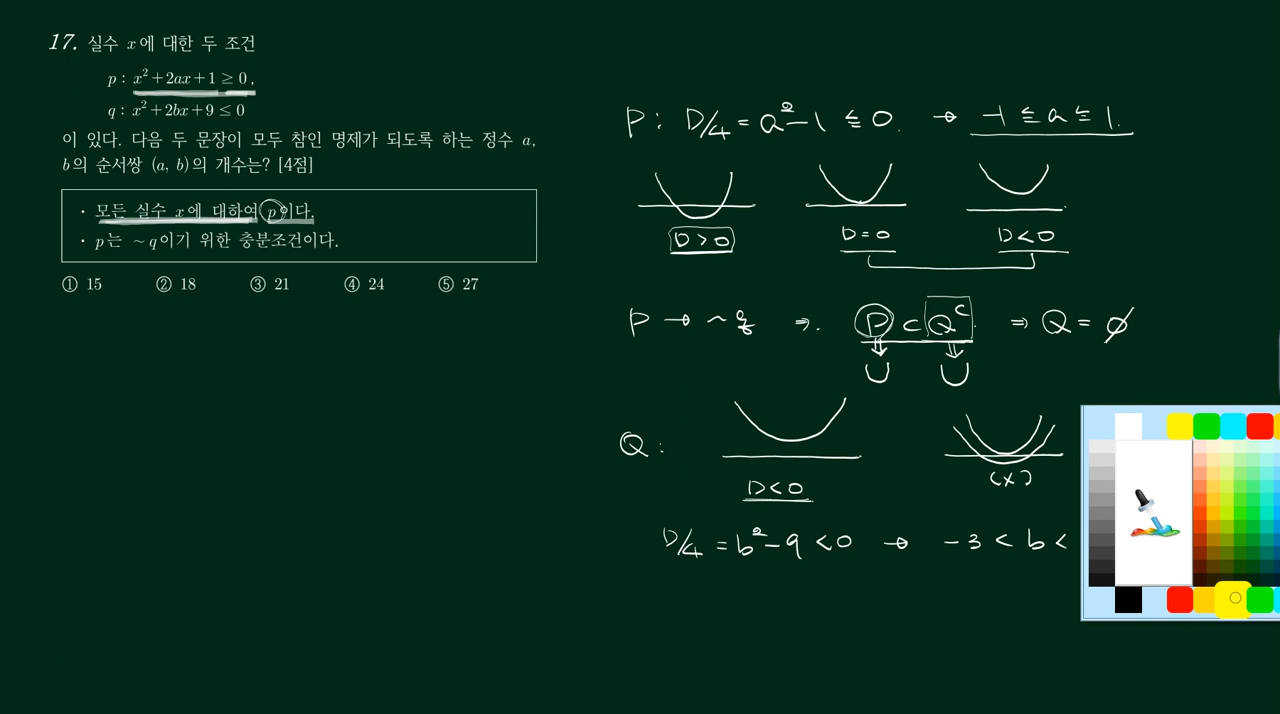 17. 실수 x에 대한 두 조건
p : x²+2ax+1≥0,
q : x²+2bx+9≤0
이 있다. 다음 두 문장이 모두 참인 명제가 되도록 하는 정수 a,
b의 순서쌍 (a, b)의 개수는? [4점]
· 모든 실수 x에 대하여 p이다.
· p는 ~q이기 위한 충분조건이다.
① 15 ② 18 ③ 21 ④ 24 ⑤ 27
P : D/4 = a²-1 ≦ 0. → -1 ≦ a ≦ 1.
D>0 D=0 D<0
P → ~q ⇒. P ⊂ Q^c. ⇒ Q = ∅
U U
Q :
D<0 (×)
D/4 = b²-9 <0 → -3 < b <